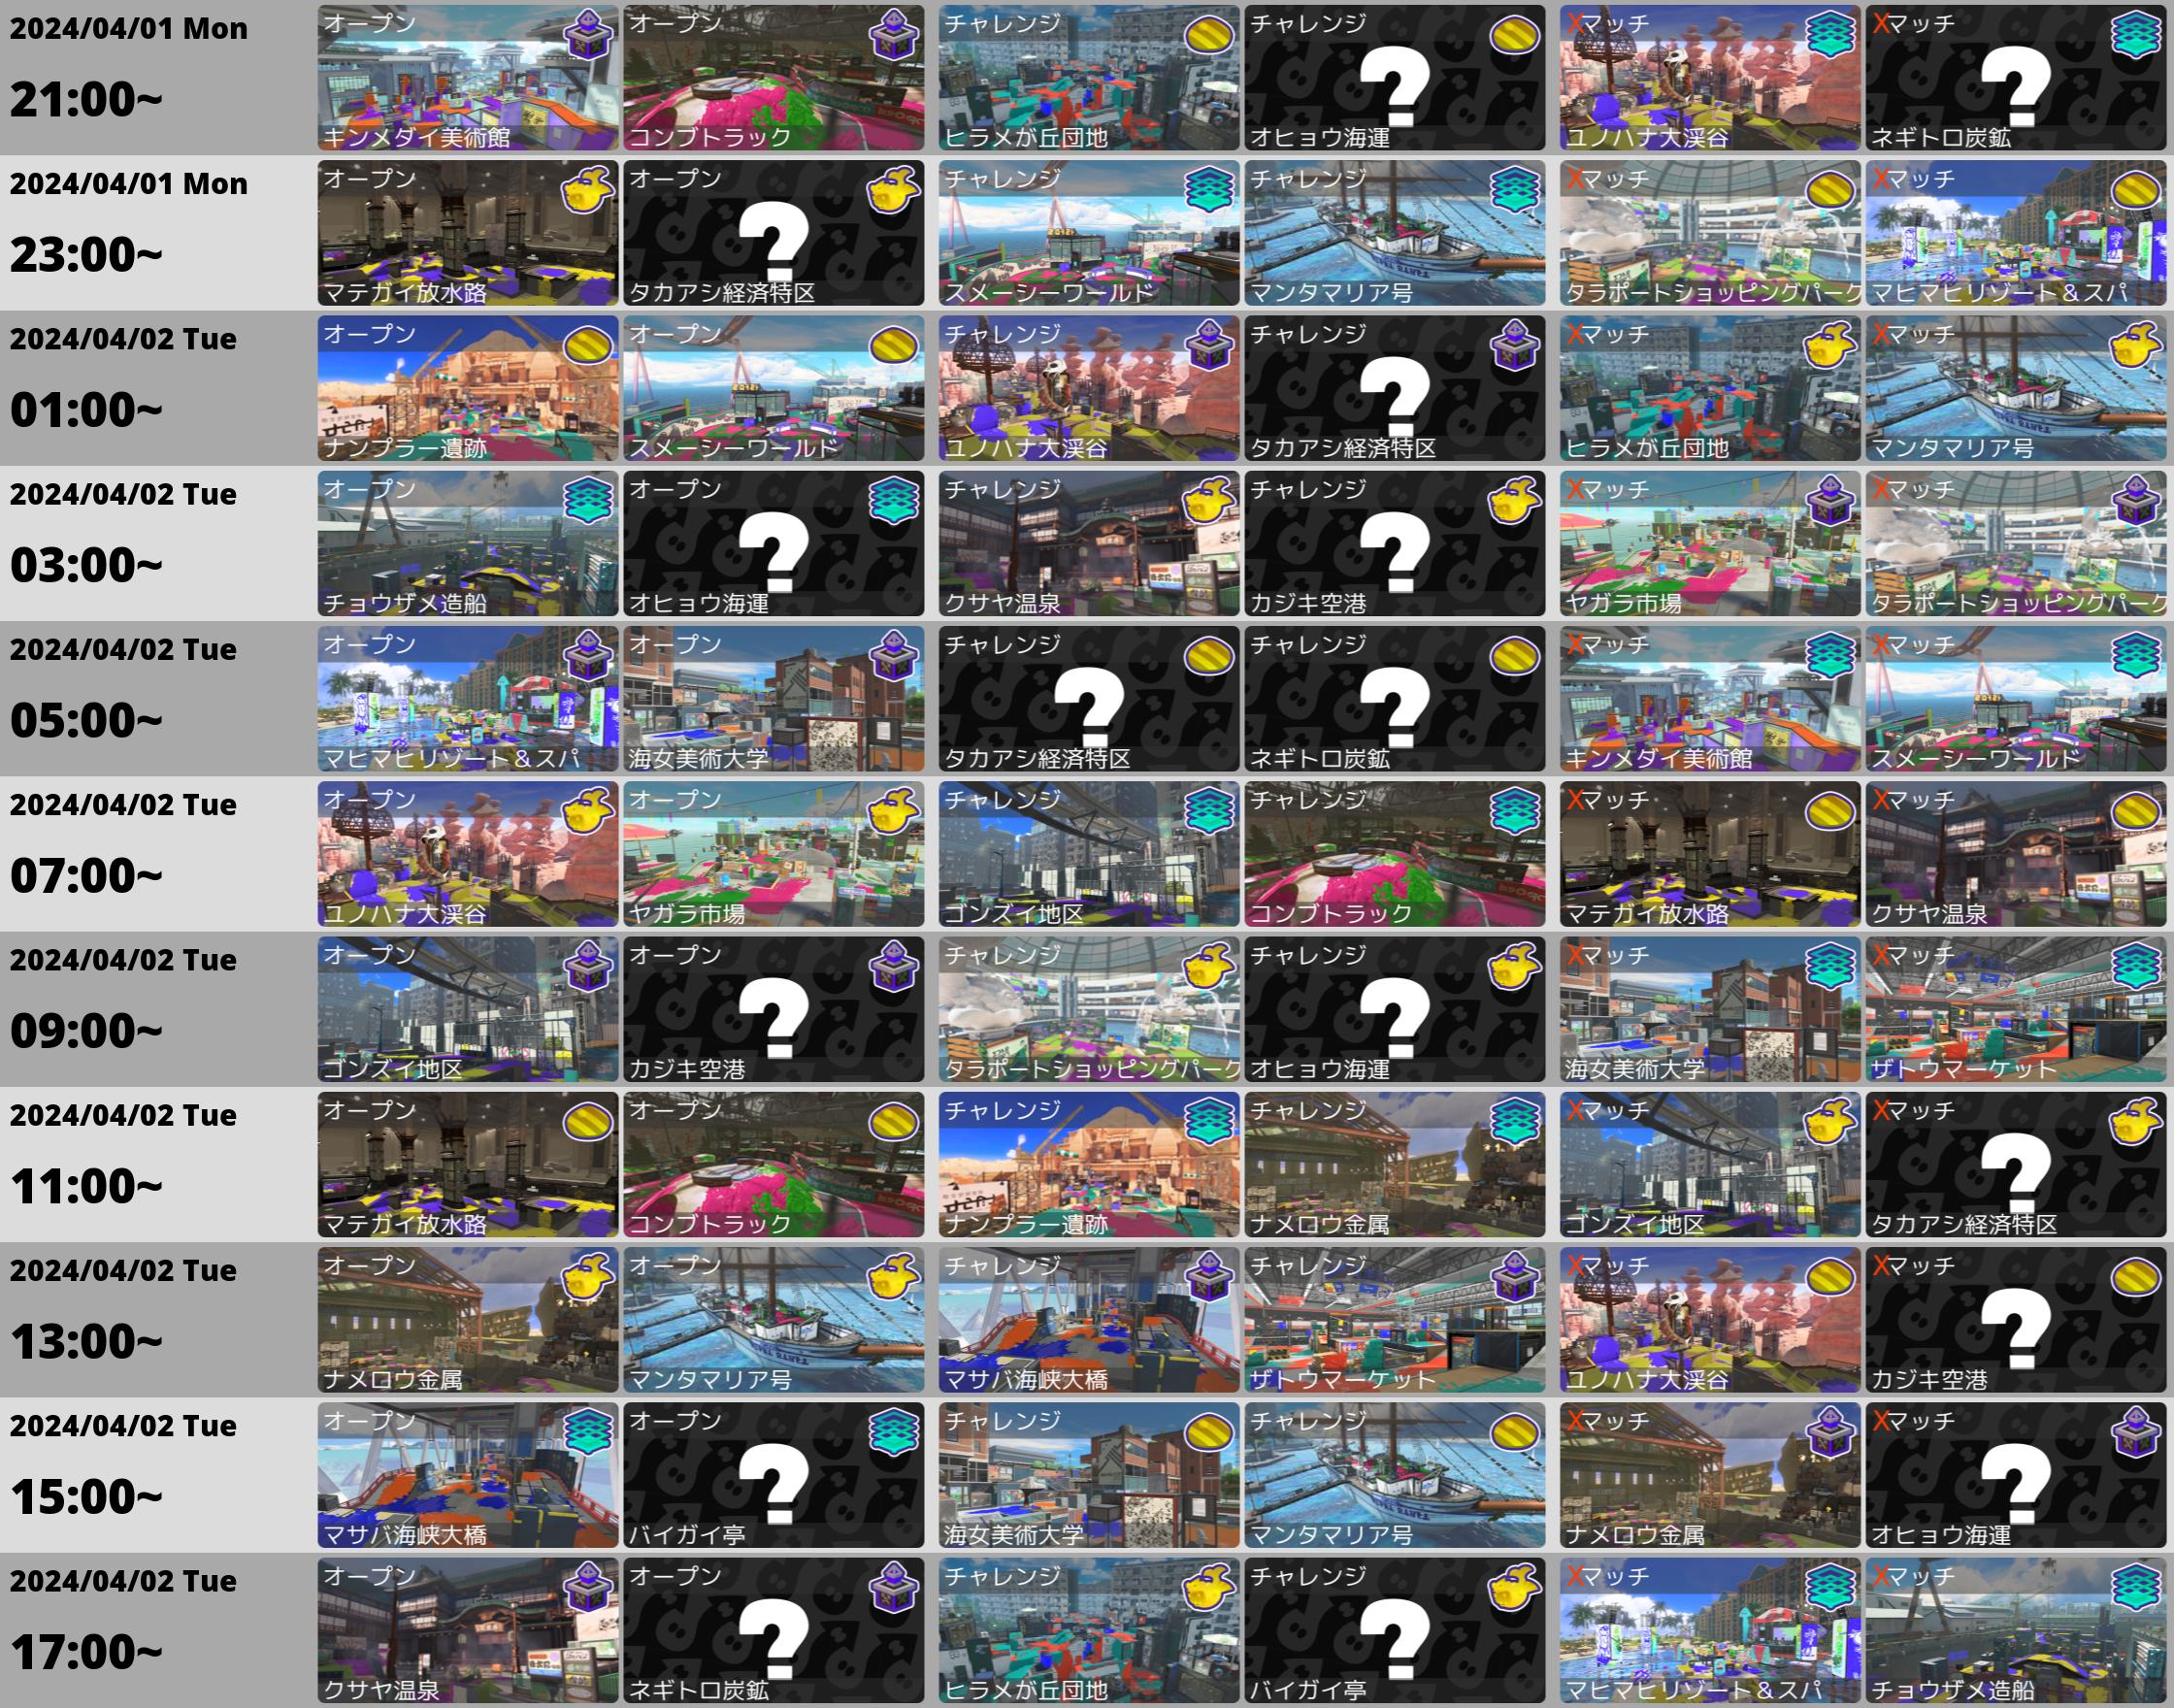 2024/04/01 Mon
21:00~
オープン
キンメダイ美術館
オープン
コンブトラック
チャレンジ
ヒラメが丘団地
チャレンジ
?
オヒョウ海運
Xマッチ
ユノハナ大渓谷
Xマッチ
?
ネギトロ炭鉱
2024/04/01 Mon
23:00~
オープン
マテガイ放水路
オープン
?
タカアシ経済特区
チャレンジ
スメーシーワールド
チャレンジ
マンタマリア号
Xマッチ
タラポートショッピングパーク
Xマッチ
マヒマヒリゾート&スパ
2024/04/02 Tue
01:00~
オープン
ナンプラー遺跡
オープン
スメーシーワールド
チャレンジ
ユノハナ大渓谷
チャレンジ
?
タカアシ経済特区
Xマッチ
ヒラメが丘団地
Xマッチ
マンタマリア号
2024/04/02 Tue
03:00~
オープン
チョウザメ造船
オープン
?
オヒョウ海運
チャレンジ
クサヤ温泉
チャレンジ
?
カジキ空港
Xマッチ
ヤガラ市場
Xマッチ
タラポートショッピングパーク
2024/04/02 Tue
05:00~
オープン
マヒマヒリゾート&スパ
オープン
海女美術大学
チャレンジ
?
タカアシ経済特区
チャレンジ
?
ネギトロ炭鉱
Xマッチ
キンメダイ美術館
Xマッチ
スメーシーワールド
2024/04/02 Tue
07:00~
オープン
ユノハナ大渓谷
オープン
ヤガラ市場
チャレンジ
ゴンズイ地区
チャレンジ
コンブトラック
Xマッチ
マテガイ放水路
Xマッチ
クサヤ温泉
2024/04/02 Tue
09:00~
オープン
ゴンズイ地区
オープン
?
カジキ空港
チャレンジ
タラポートショッピングパーク
チャレンジ
?
オヒョウ海運
Xマッチ
海女美術大学
Xマッチ
ザトウマーケット
2024/04/02 Tue
11:00~
オープン
マテガイ放水路
オープン
コンブトラック
チャレンジ
ナンプラー遺跡
チャレンジ
ナメロウ金属
Xマッチ
ゴンズイ地区
Xマッチ
?
タカアシ経済特区
2024/04/02 Tue
13:00~
オープン
ナメロウ金属
オープン
マンタマリア号
チャレンジ
マサバ海峡大橋
チャレンジ
ザトウマーケット
Xマッチ
ユノハナ大渓谷
Xマッチ
?
カジキ空港
2024/04/02 Tue
15:00~
オープン
マサバ海峡大橋
オープン
?
バイガイ亭
チャレンジ
海女美術大学
チャレンジ
マンタマリア号
Xマッチ
ナメロウ金属
Xマッチ
?
オヒョウ海運
2024/04/02 Tue
17:00~
オープン
クサヤ温泉
オープン
?
ネギトロ炭鉱
チャレンジ
ヒラメが丘団地
チャレンジ
?
バイガイ亭
Xマッチ
マヒマヒリゾート&スパ
Xマッチ
チョウザメ造船